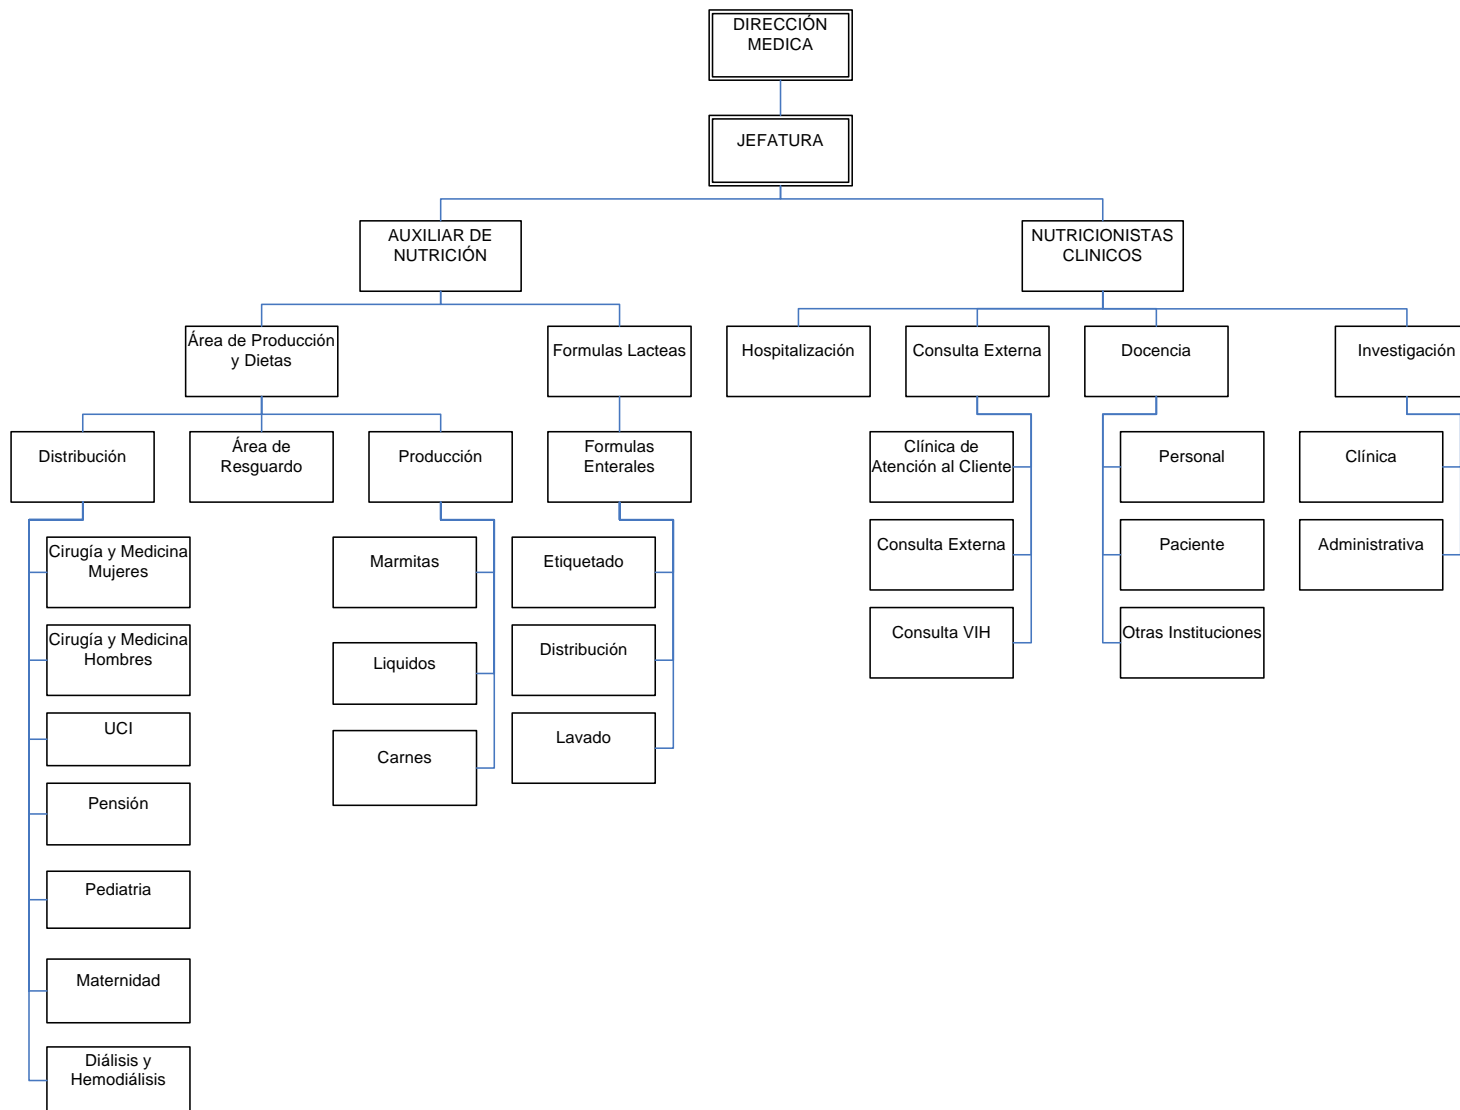 DIRECCIÓN
MEDICA
JEFATURA
AUXILIAR DE
NUTRICIÓN
NUTRICIONISTAS
CLINICOS
Área de Producción
y Dietas
Formulas Lacteas
Hospitalización
Consulta Externa
Docencia
Investigación
Distribución
Área de
Resguardo
Producción
Formulas
Enterales
Clínica de
Atención al Cliente
Personal
Clínica
Cirugía y Medicina
Mujeres
Marmitas
Etiquetado
Consulta Externa
Paciente
Administrativa
Cirugía y Medicina
Hombres
Liquidos
Distribución
Consulta VIH
Otras Instituciones
UCI
Carnes
Lavado
Pensión
Pediatria
Maternidad
Diálisis y
Hemodiálisis